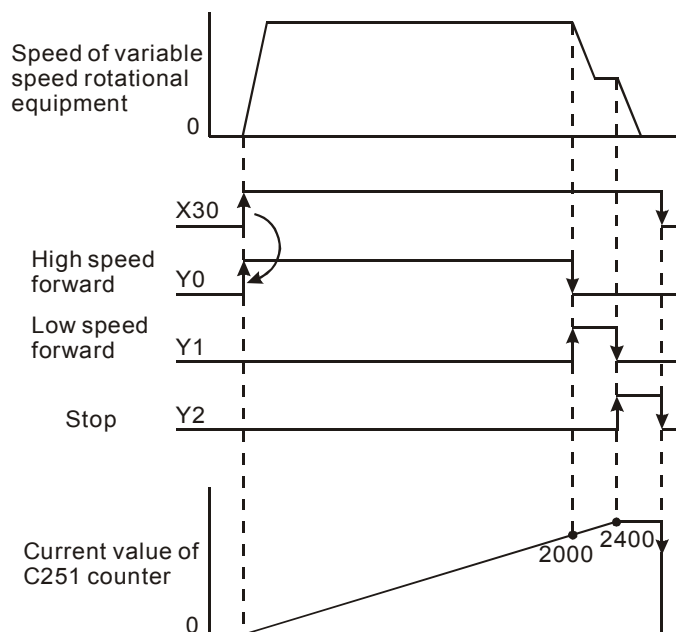 Speed of variable
speed rotational
equipment
0
X30
High speed
forward
Y0
Low speed
forward
Y1
Stop
Y2
Current value of
C251 counter
2000
2400
0